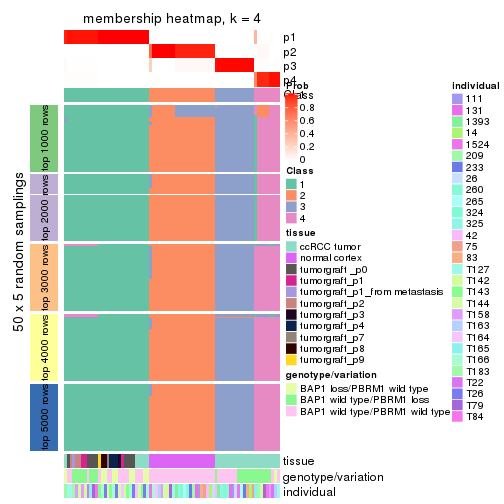 membership heatmap, k = 4
p1
p2
p3
p4
Prob
1
0.8
0.6
0.4
0.2
0
Class
Class
1
2
3
4
50 x 5 random samplings
top 1000 rows
top 2000 rows
top 3000 rows
top 4000 rows
top 5000 rows
tissue
ccRCC tumor
normal cortex
tumorgraft _p0
tumorgraft_p1
tumorgraft_p1_from metastasis
tumorgraft_p2
tumorgraft_p3
tumorgraft_p4
tumorgraft_p7
tumorgraft_p8
tumorgraft_p9
genotype/variation
BAP1 loss/PBRM1 wild type
BAP1 wild type/PBRM1 loss
BAP1 wild type/PBRM1 wild type
individual
111
131
1393
14
1524
209
233
26
260
265
324
325
42
75
83
T127
T142
T143
T144
T158
T163
T164
T165
T166
T183
T22
T26
T79
T84
tissue
genotype/variation
individual